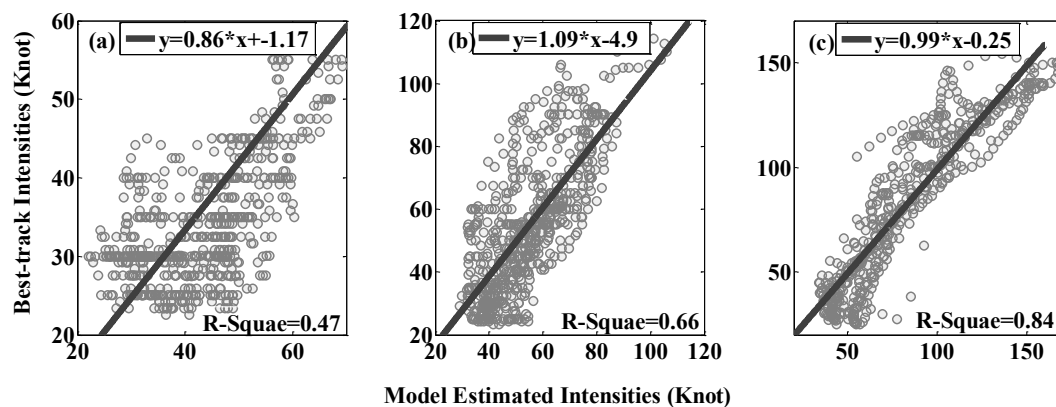 (a) y=0.86*x+-1.17
(b) y=1.09*x-4.9
(c) y=0.99*x-0.25
Best-track Intensities (Knot)
60
50
40
30
20
120
100
80
60
40
20
150
100
50
R-Squae=0.47
R-Squae=0.66
R-Squae=0.84
20 40 60
20 40 60 80 100 120
50 100 150
Model Estimated Intensities (Knot)